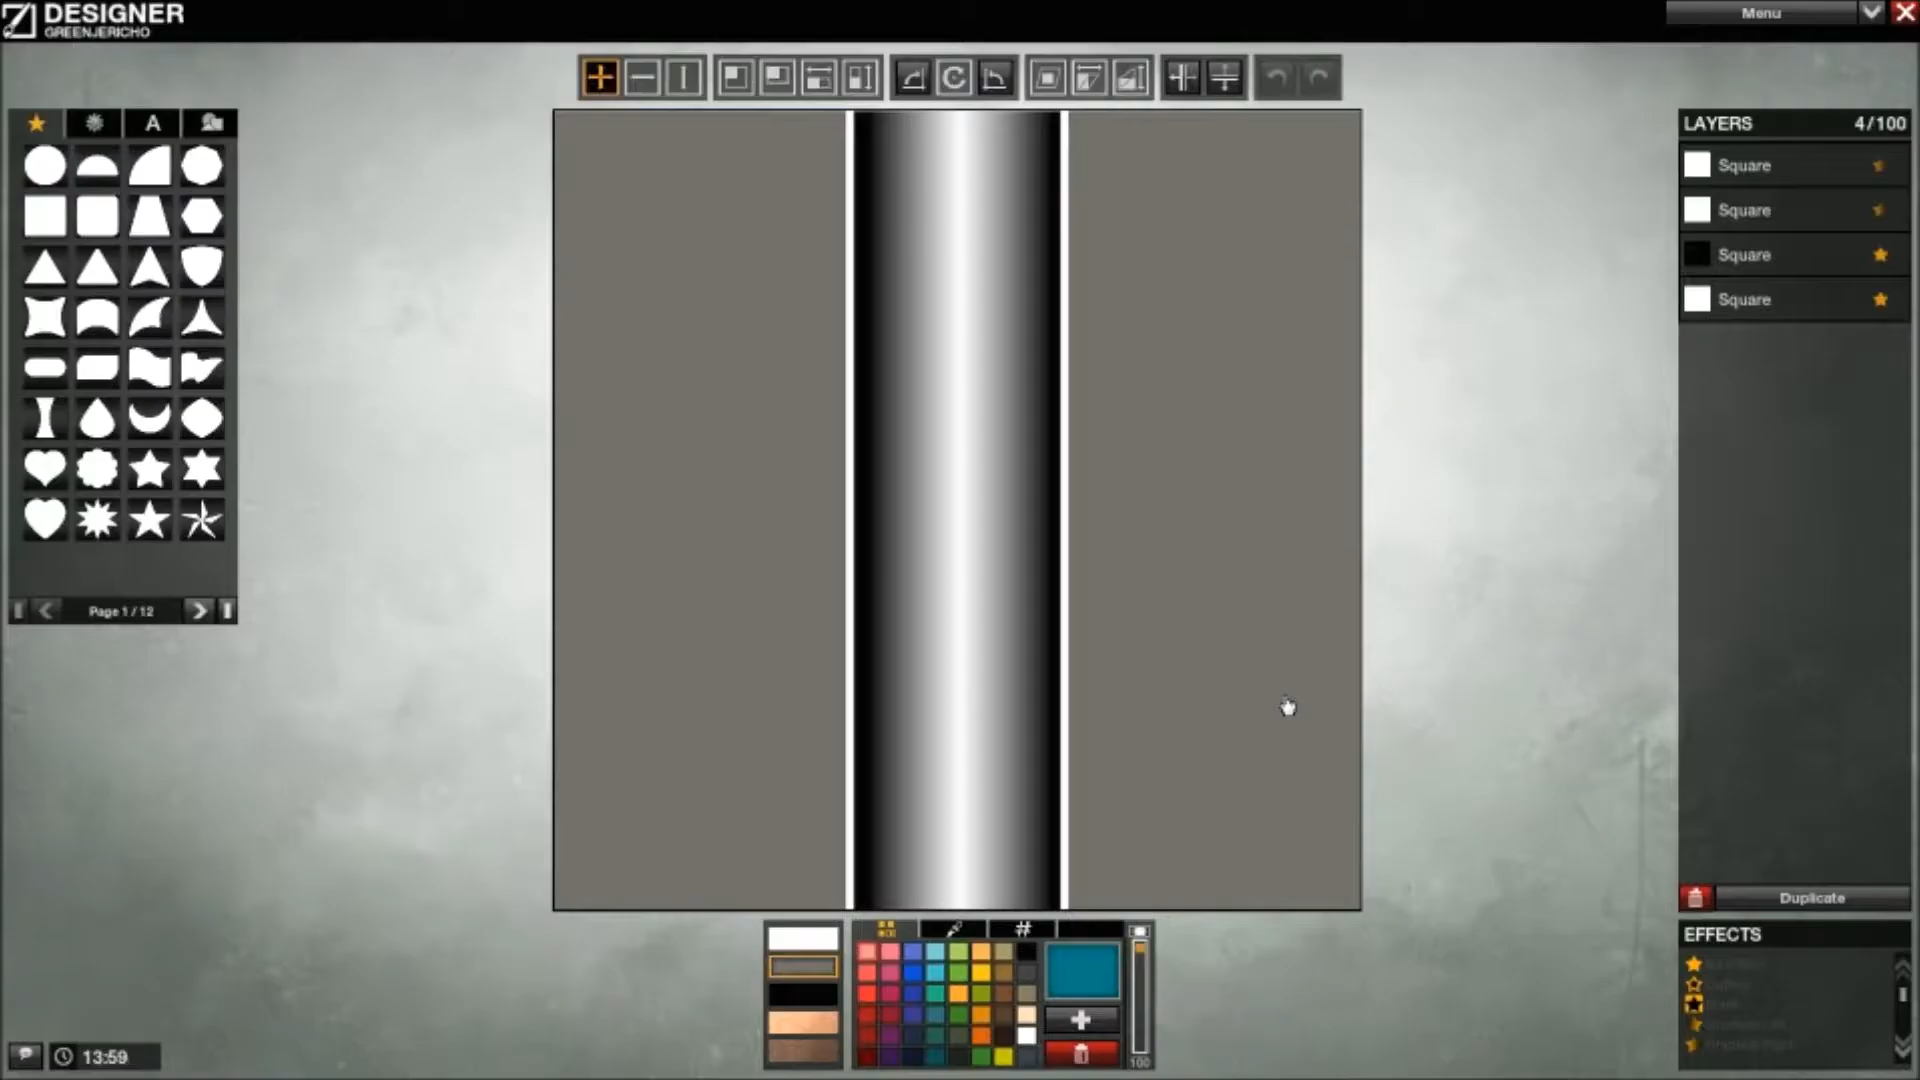 DESIGNER
GREENJERICHO
Menu
A
LAYERS 4/100
Square
Square
Square
Square
Page 1 / 12
Duplicate
EFFECTS
#
100
13:59